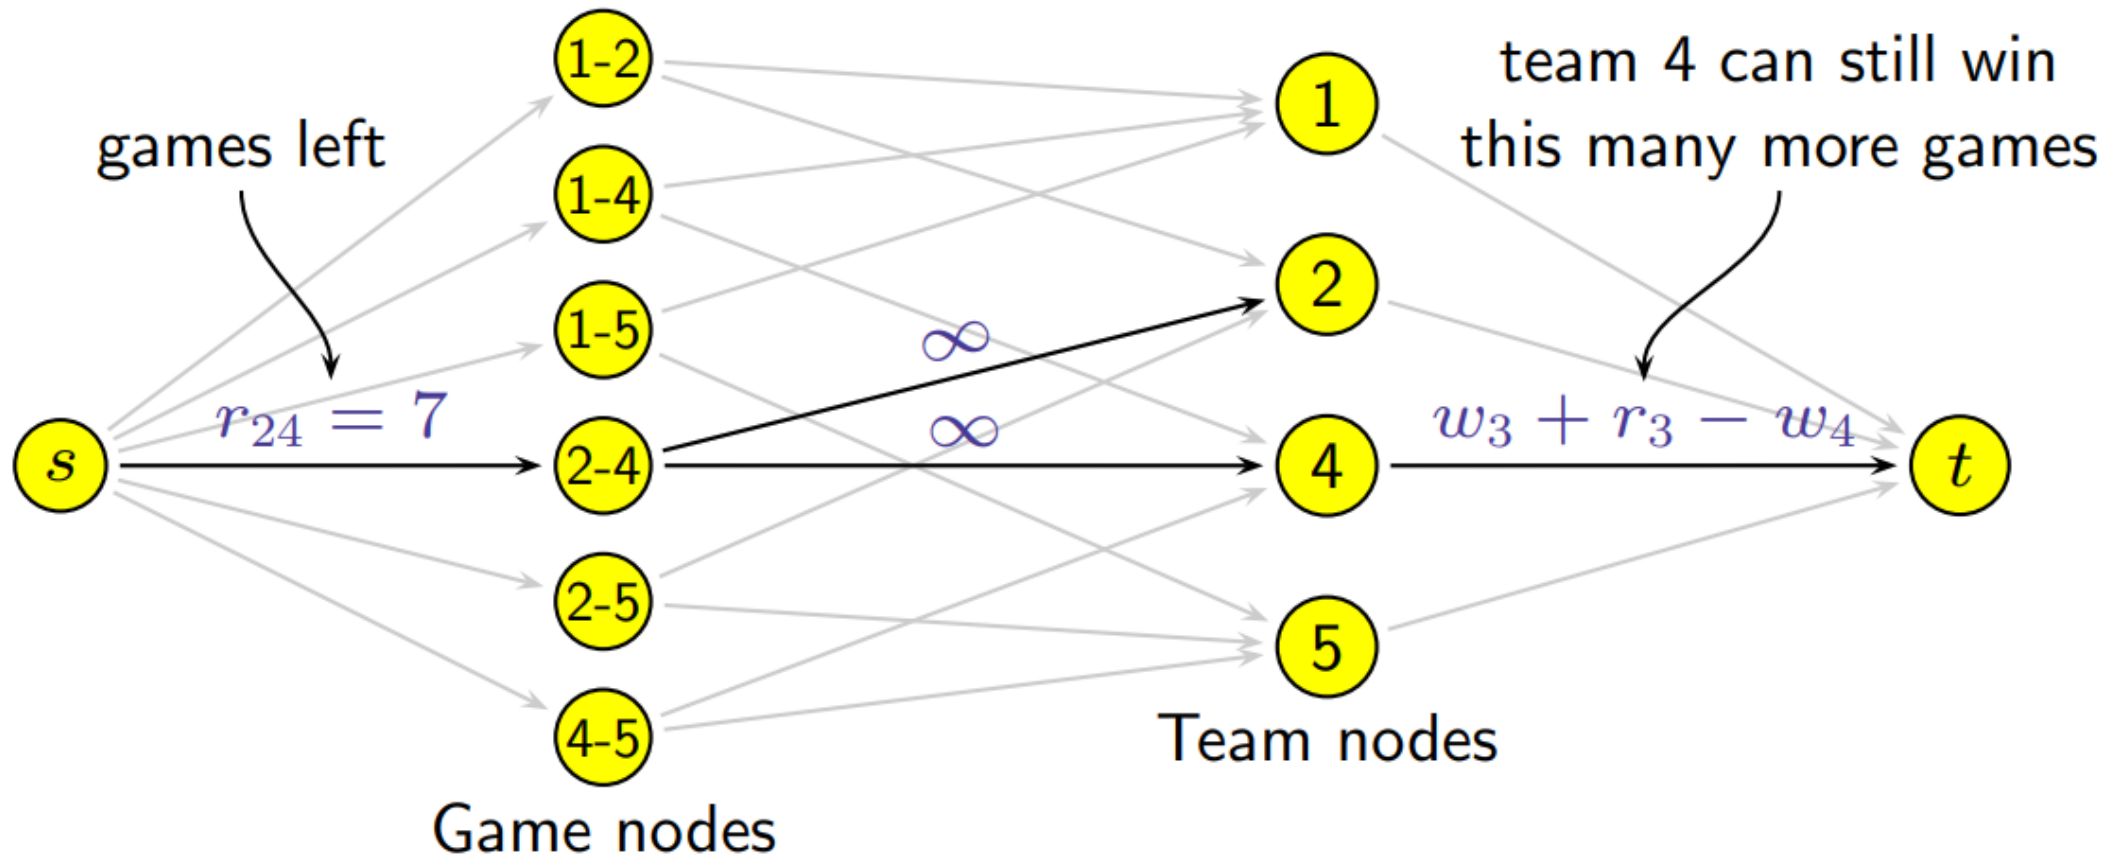 1-2
1
team 4 can still win
this many more games
games left
1-4
2
1-5
∞
r₂₄ = 7
∞
w₃ + r₃ − w₄
s
2-4
4
t
2-5
5
4-5
Team nodes
Game nodes